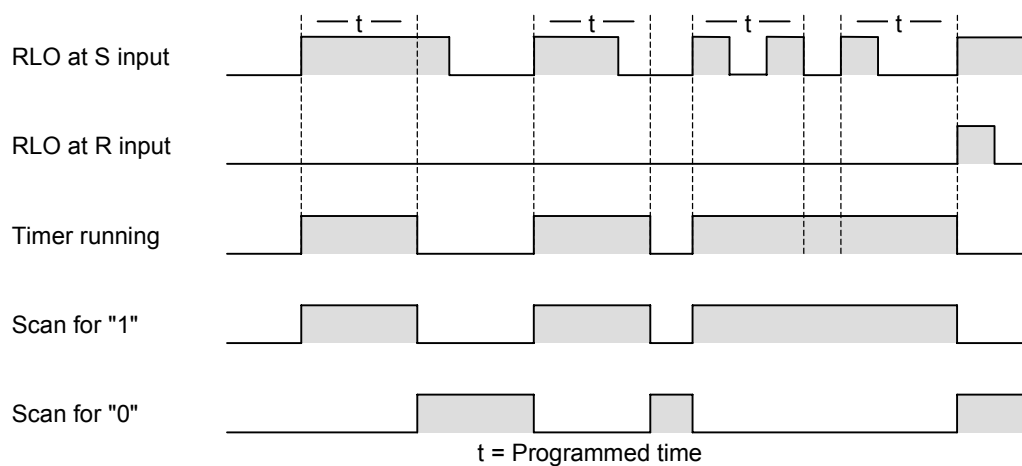 t t t t
RLO at S input
RLO at R input
Timer running
Scan for "1"
Scan for "0"
t = Programmed time